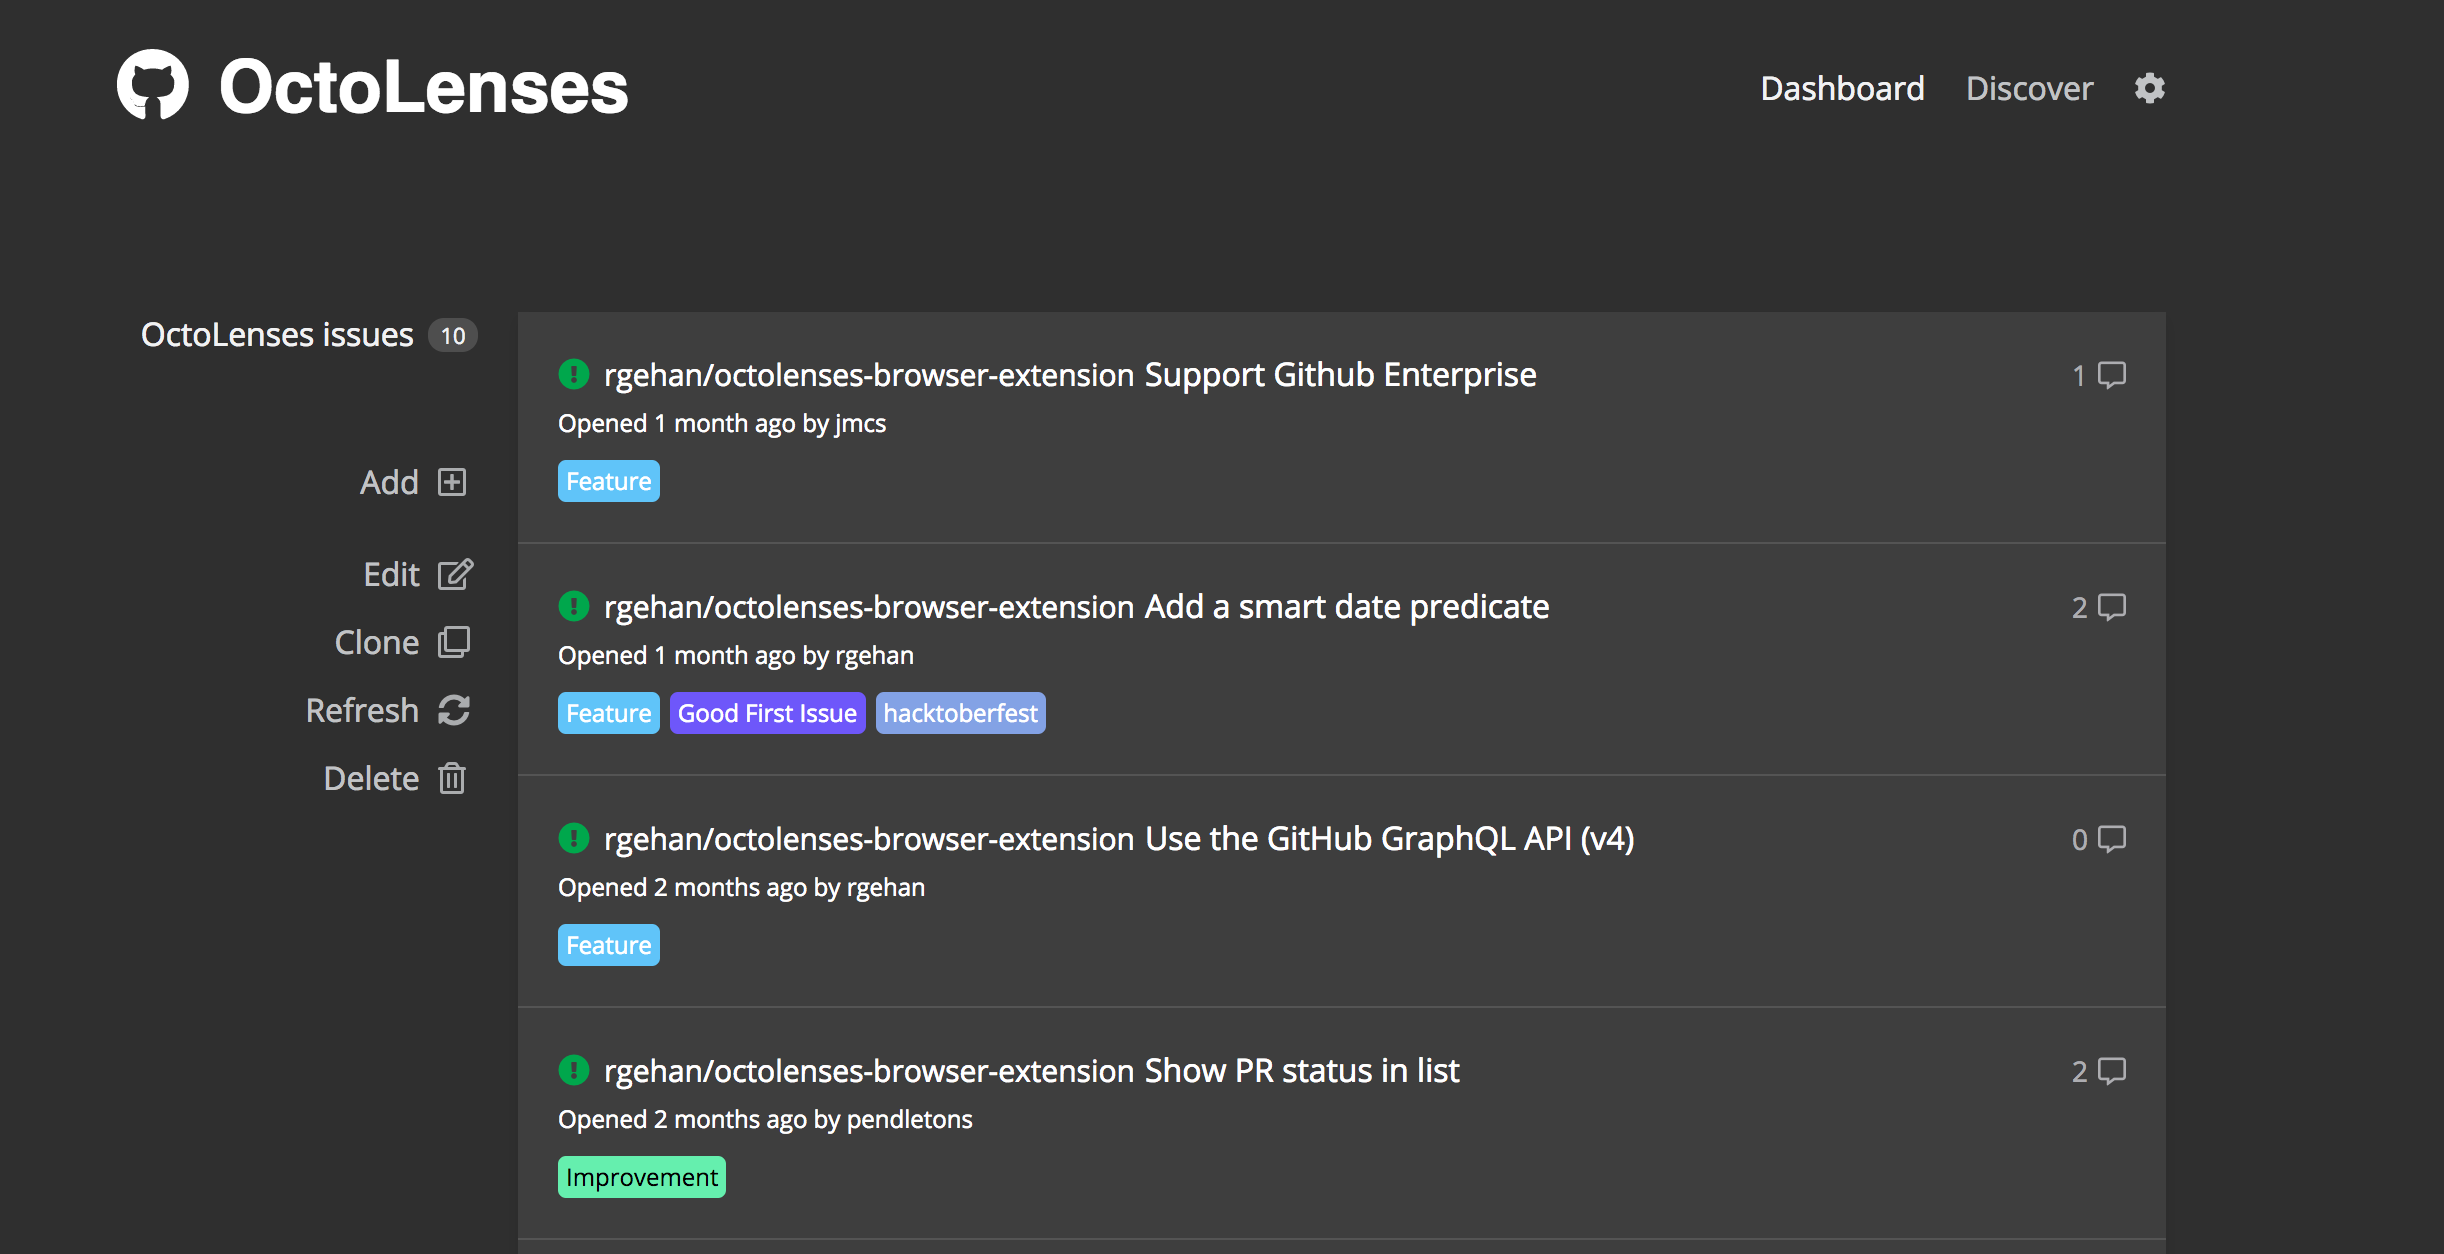 OctoLenses
Dashboard Discover
OctoLenses issues 10
Add
Edit
Clone
Refresh
Delete
rgehan/octolenses-browser-extension Support Github Enterprise 1
Opened 1 month ago by jmcs
Feature
rgehan/octolenses-browser-extension Add a smart date predicate 2
Opened 1 month ago by rgehan
Feature Good First Issue hacktoberfest
rgehan/octolenses-browser-extension Use the GitHub GraphQL API (v4) 0
Opened 2 months ago by rgehan
Feature
rgehan/octolenses-browser-extension Show PR status in list 2
Opened 2 months ago by pendletons
Improvement